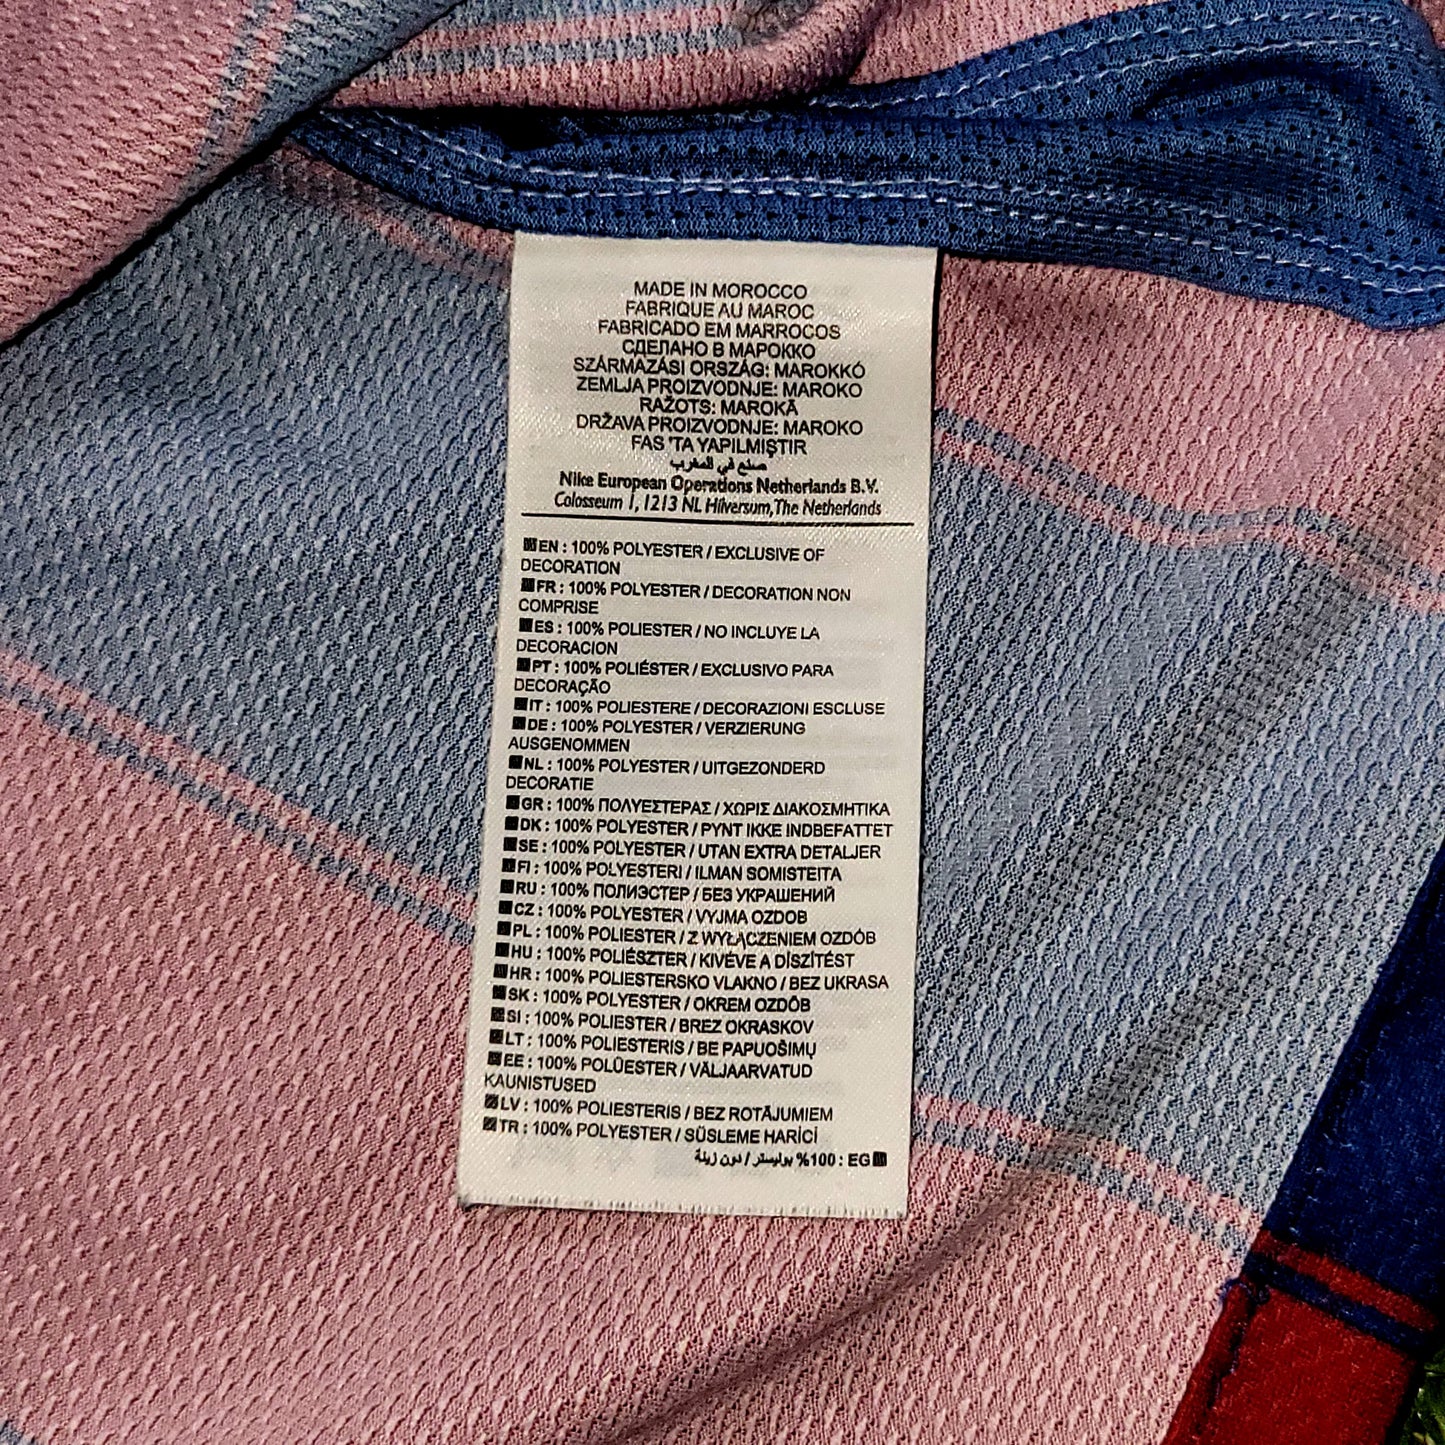 MADE IN MOROCCO
FABRIQUE AU MAROC
FABRICADO EM MARROCOS
СДЕЛАНО В МАРОККО
SZÁRMAZÁSI ORSZÁG: MAROKKÓ
ZEMLJA PROIZVODNJE: MAROKO
RAŽOTS: MAROKĀ
DRŽAVA PROIZVODNJE: MAROKO
FAS 'TA YAPILMIŞTIR
صنع في المغرب
Nike European Operations Netherlands B.V.
Colosseum 1, 1213 NL Hilversum, The Netherlands
EN : 100% POLYESTER / EXCLUSIVE OF
DECORATION
FR : 100% POLYESTER / DECORATION NON
COMPRISE
ES : 100% POLIESTER / NO INCLUYE LA
DECORACION
PT : 100% POLIÉSTER / EXCLUSIVO PARA
DECORAÇÃO
IT : 100% POLIESTERE / DECORAZIONI ESCLUSE
DE : 100% POLYESTER / VERZIERUNG
AUSGENOMMEN
NL : 100% POLYESTER / UITGEZONDERD
DECORATIE
GR : 100% ΠΟΛΥΕΣΤΕΡΑΣ / ΧΩΡΙΣ ΔΙΑΚΟΣΜΗΤΙΚΑ
DK : 100% POLYESTER / PYNT IKKE INDBEFATTET
SE : 100% POLYESTER / UTAN EXTRA DETALJER
FI : 100% POLYESTERI / ILMAN SOMISTEITA
RU : 100% ПОЛИЭСТЕР / БЕЗ УКРАШЕНИЙ
CZ : 100% POLYESTER / VYJMA OZDOB
PL : 100% POLIESTER / Z WYŁĄCZENIEM OZDÓB
HU : 100% POLIÉSZTER / KIVÉVE A DÍSZÍTÉST
HR : 100% POLIESTERSKO VLAKNO / BEZ UKRASA
SK : 100% POLYESTER / OKREM OZDÔB
SI : 100% POLIESTER / BREZ OKRASKOV
LT : 100% POLIESTERIS / BE PAPUOŠIMŲ
EE : 100% POLÜESTER / VÄLJAARVATUD
KAUNISTUSED
LV : 100% POLIESTERIS / BEZ ROTĀJUMIEM
TR : 100% POLYESTER / SÜSLEME HARİCİ
EG : 100% بوليستر / دون زينة